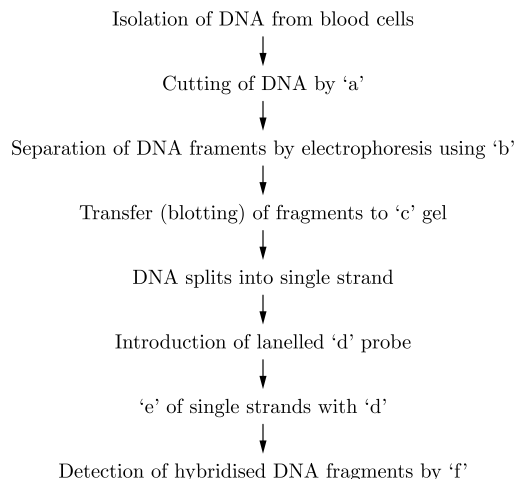 Isolation of DNA from blood cells
Cutting of DNA by ‘a’
Separation of DNA framents by electrophoresis using ‘b’
Transfer (blotting) of fragments to ‘c’ gel
DNA splits into single strand
Introduction of lanelled ‘d’ probe
‘e’ of single strands with ‘d’
Detection of hybridised DNA fragments by ‘f’